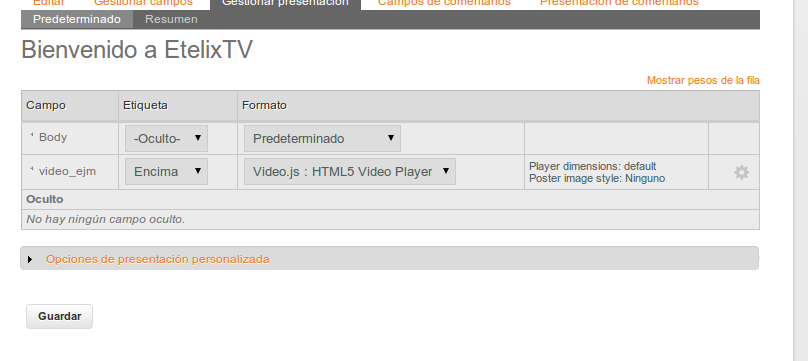 Editar Gestionar campos Gestionar presentación Campos de comentarios Presentación de comentarios
Predeterminado Resumen
Bienvenido a EtelixTV
Mostrar pesos de la fila
Campo Etiqueta Formato
Body -Oculto- Predeterminado
video_ejm Encima Video.js : HTML5 Video Player Player dimensions: default
Poster image style: Ninguno
Oculto
No hay ningún campo oculto.
Opciones de presentación personalizada
Guardar